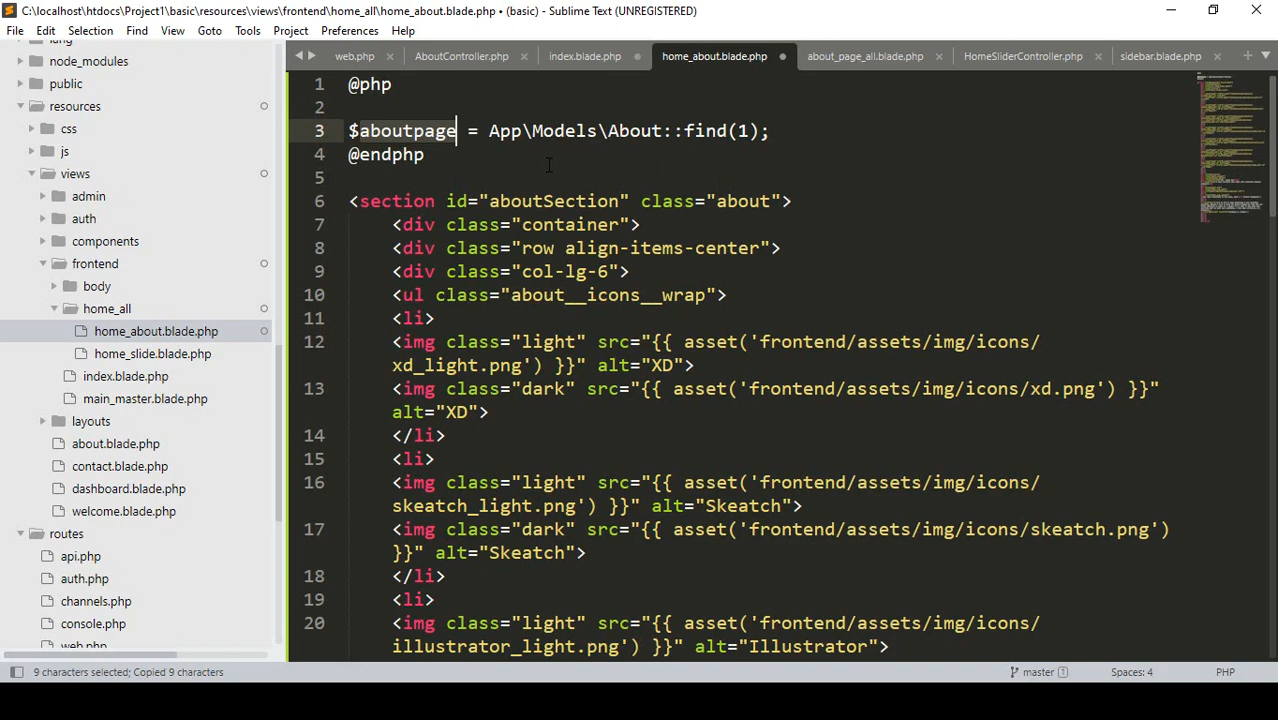 C:\localhost\htdocs\Project1\basic\resources\views\frontend\home_all\home_about.blade.php • (basic) - Sublime Text (UNREGISTERED)
File Edit Selection Find View Goto Tools Project Preferences Help
node_modules
public
resources
css
js
views
admin
auth
components
frontend
body
home_all
home_about.blade.php
home_slide.blade.php
index.blade.php
main_master.blade.php
layouts
about.blade.php
contact.blade.php
dashboard.blade.php
welcome.blade.php
routes
api.php
auth.php
channels.php
console.php
web.php
web.php AboutController.php index.blade.php home_about.blade.php about_page_all.blade.php HomeSliderController.php sidebar.blade.php
1 @php
2
3 $aboutpage = App\Models\About::find(1);
4 @endphp
5
6 <section id="aboutSection" class="about">
7 <div class="container">
8 <div class="row align-items-center">
9 <div class="col-lg-6">
10 <ul class="about__icons__wrap">
11 <li>
12 <img class="light" src="{{ asset('frontend/assets/img/icons/
xd_light.png') }}" alt="XD">
13 <img class="dark" src="{{ asset('frontend/assets/img/icons/xd.png') }}"
alt="XD">
14 </li>
15 <li>
16 <img class="light" src="{{ asset('frontend/assets/img/icons/
skeatch_light.png') }}" alt="Skeatch">
17 <img class="dark" src="{{ asset('frontend/assets/img/icons/skeatch.png')
}}" alt="Skeatch">
18 </li>
19 <li>
20 <img class="light" src="{{ asset('frontend/assets/img/icons/
illustrator_light.png') }}" alt="Illustrator">
9 characters selected; Copied 9 characters master 1 Spaces: 4 PHP